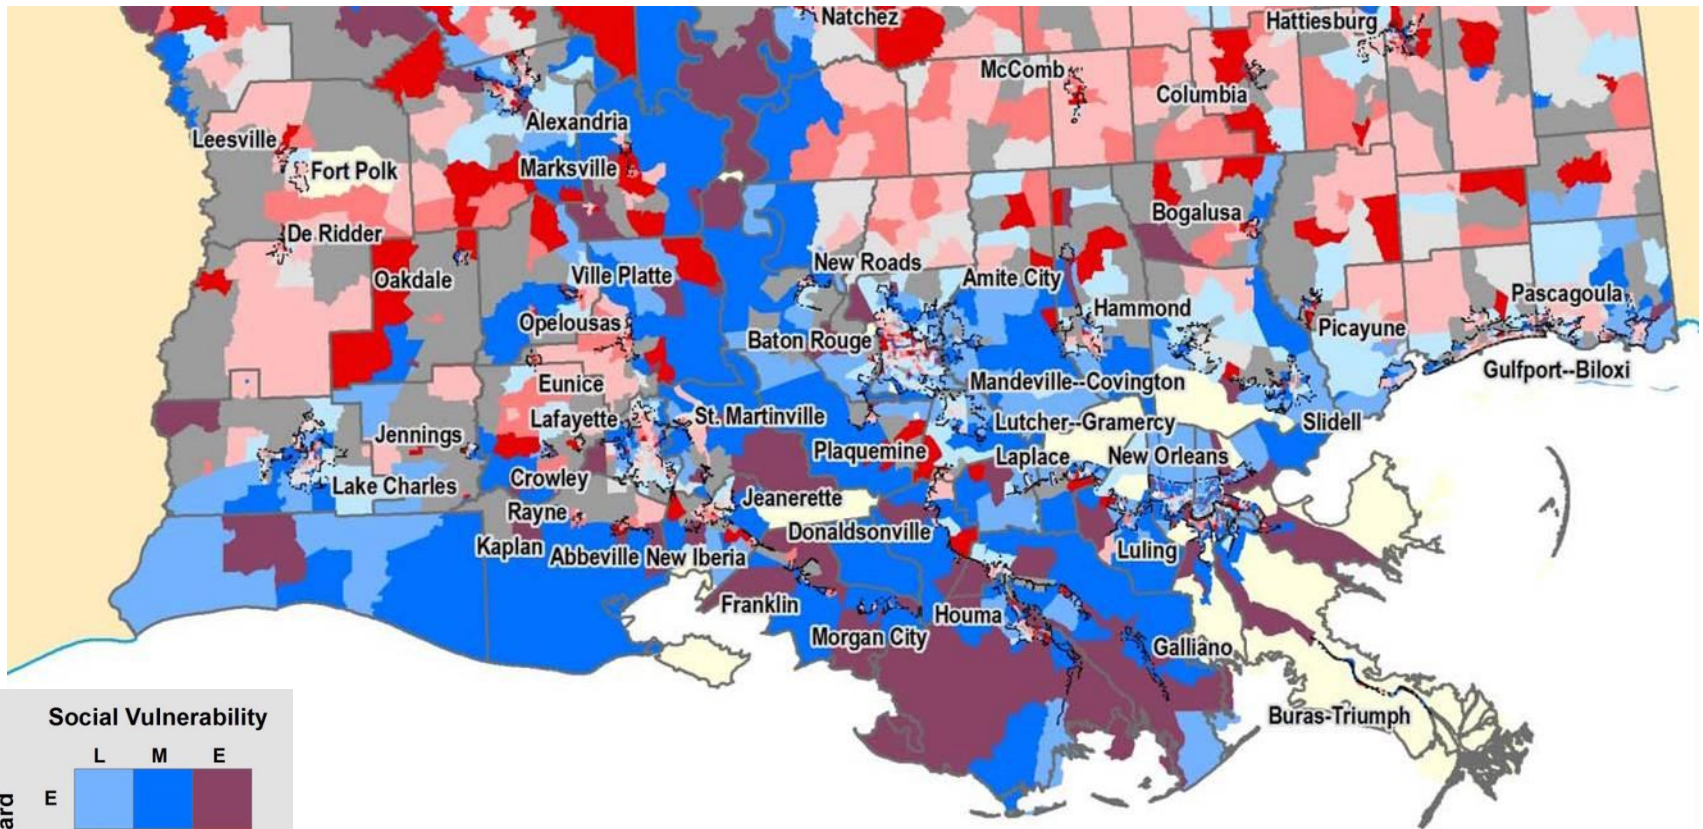 Natchez
Hattiesburg
McComb
Columbia
Alexandria
Leesville
Fort Polk
Marksville
Bogalusa
De Ridder
New Roads
Amite City
Oakdale
Ville Platte
Pascagoula
Hammond
Opelousas
Picayune
Baton Rouge
Gulfport--Biloxi
Eunice
Mandeville--Covington
Lafayette
St. Martinville
Lutcher--Gramercy
Slidell
Jennings
Plaquemine
Laplace
New Orleans
Crowley
Lake Charles
Jeanerette
Rayne
Donaldsonville
Kaplan
Abbeville
New Iberia
Luling
Franklin
Houma
Morgan City
Galliano
Buras-Triumph
Social Vulnerability
L M E
E
ard